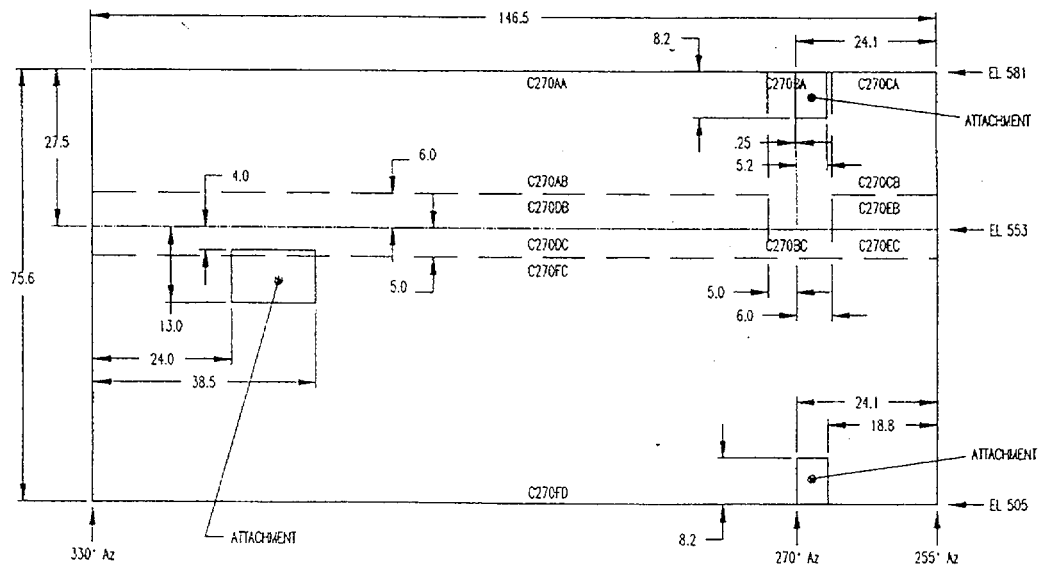 146.5
8.2
24.1
C270AA
C270BA
C270CA
EL 581
ATTACHMENT
27.5
6.0
.25
5.2
4.0
C270AB
C270CB
C270DB
C270EB
EL 553
C270DC
C270BC
C270EC
C270FC
75.6
5.0
5.0
13.0
6.0
24.0
38.5
24.1
18.8
ATTACHMENT
C270FD
EL 505
ATTACHMENT
8.2
330° Az
270° Az
255° Az